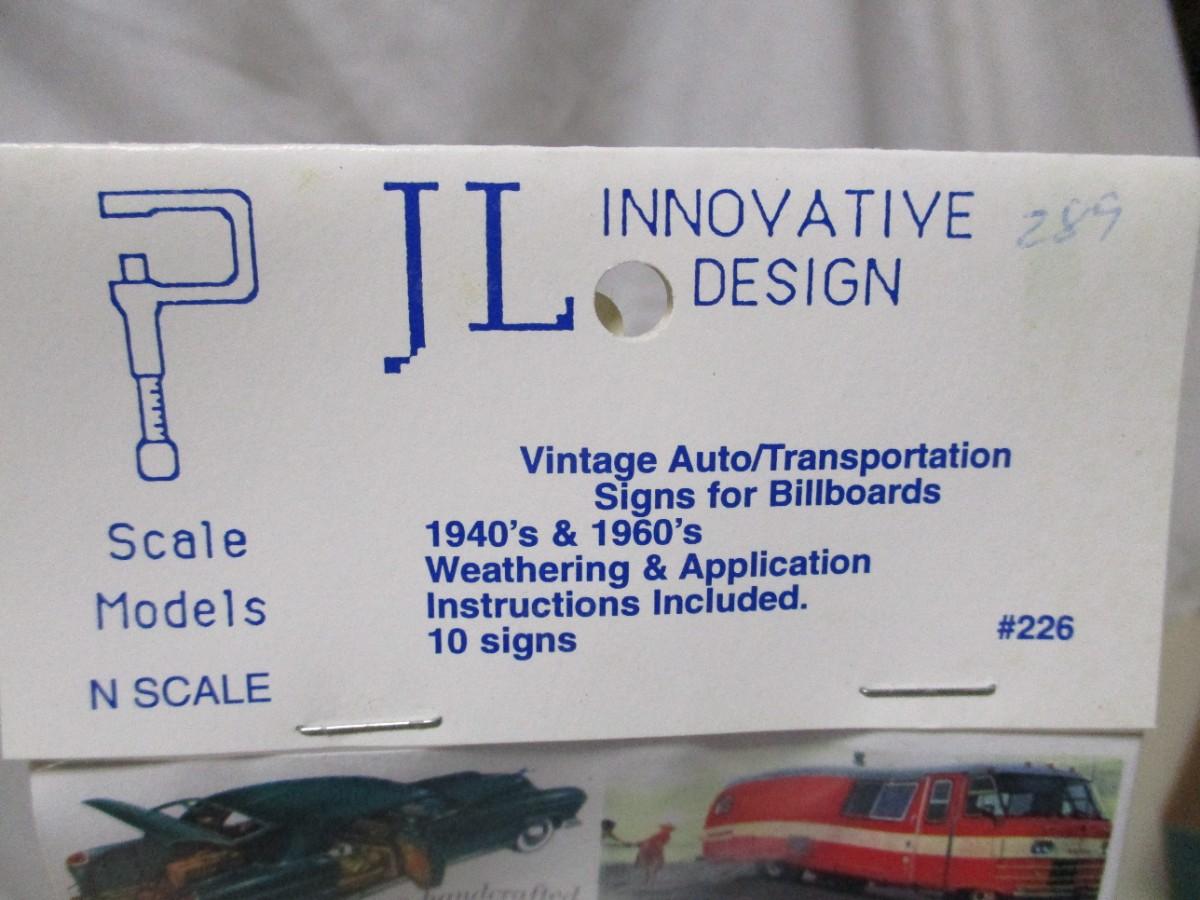 JL INNOVATIVE
DESIGN
289
Vintage Auto/Transportation
Signs for Billboards
1940's & 1960's
Weathering & Application
Instructions Included.
10 signs
#226
Scale
Models
N SCALE
handcrafted